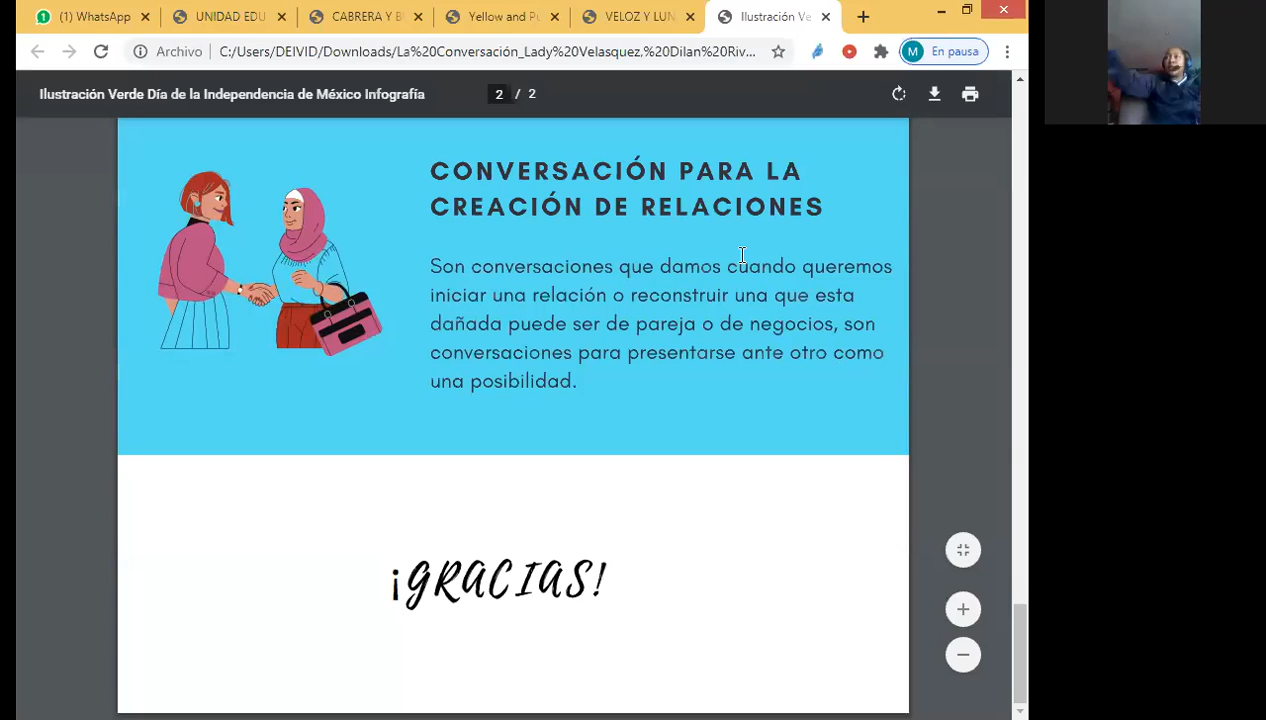 (1) WhatsApp
UNIDAD EDU
CABRERA Y B
Yellow and Pu
VELOZ Y LUN
Ilustración Ve
Archivo
C:/Users/DEIVID/Downloads/La%20Conversación_Lady%20Velasquez,%20Dilan%20Riv...
M En pausa
Ilustración Verde Día de la Independencia de México Infografía
2 / 2
CONVERSACIÓN PARA LA
CREACIÓN DE RELACIONES
Son conversaciones que damos cuando queremos
iniciar una relación o reconstruir una que esta
dañada puede ser de pareja o de negocios, son
conversaciones para presentarse ante otro como
una posibilidad.
¡GRACIAS!